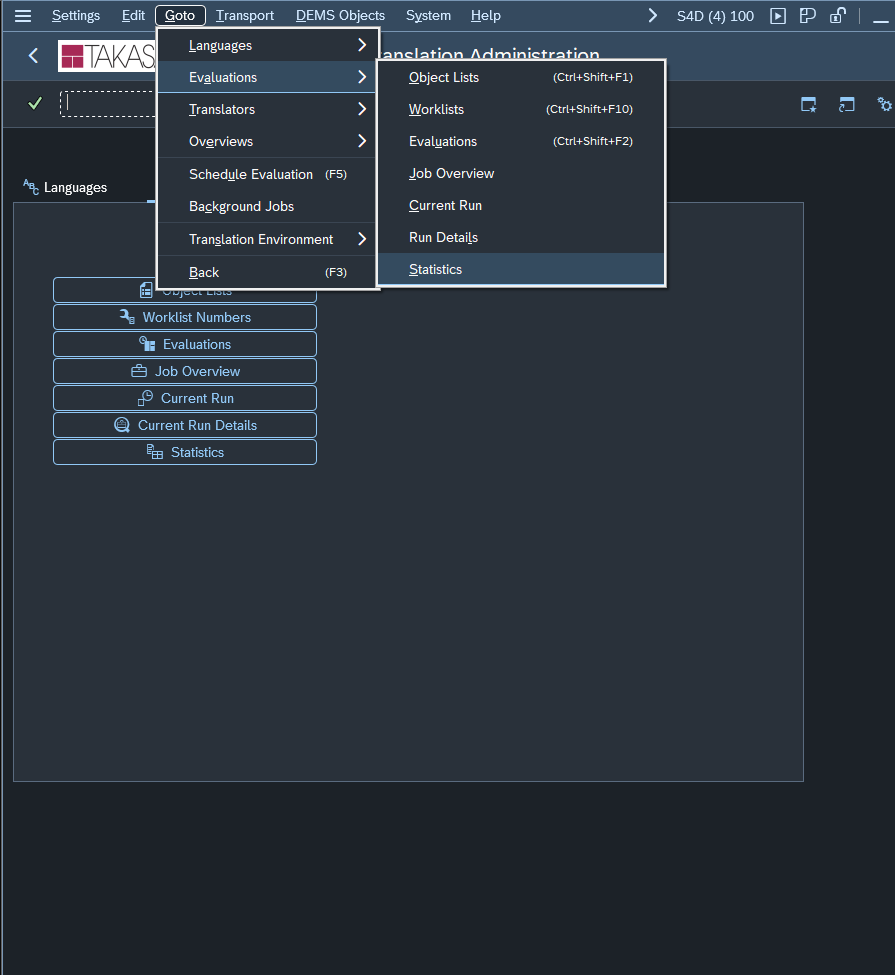 Settings Edit Goto Transport DEMS Objects System Help S4D (4) 100
TAKAS
anslation Administration
Languages
Evaluations
Translators
Overviews
Schedule Evaluation (F5)
Background Jobs
Translation Environment
Back (F3)
Object Lists (Ctrl+Shift+F1)
Worklists (Ctrl+Shift+F10)
Evaluations (Ctrl+Shift+F2)
Job Overview
Current Run
Run Details
Statistics
ABC Languages
Object Lists
Worklist Numbers
Evaluations
Job Overview
Current Run
Current Run Details
Statistics